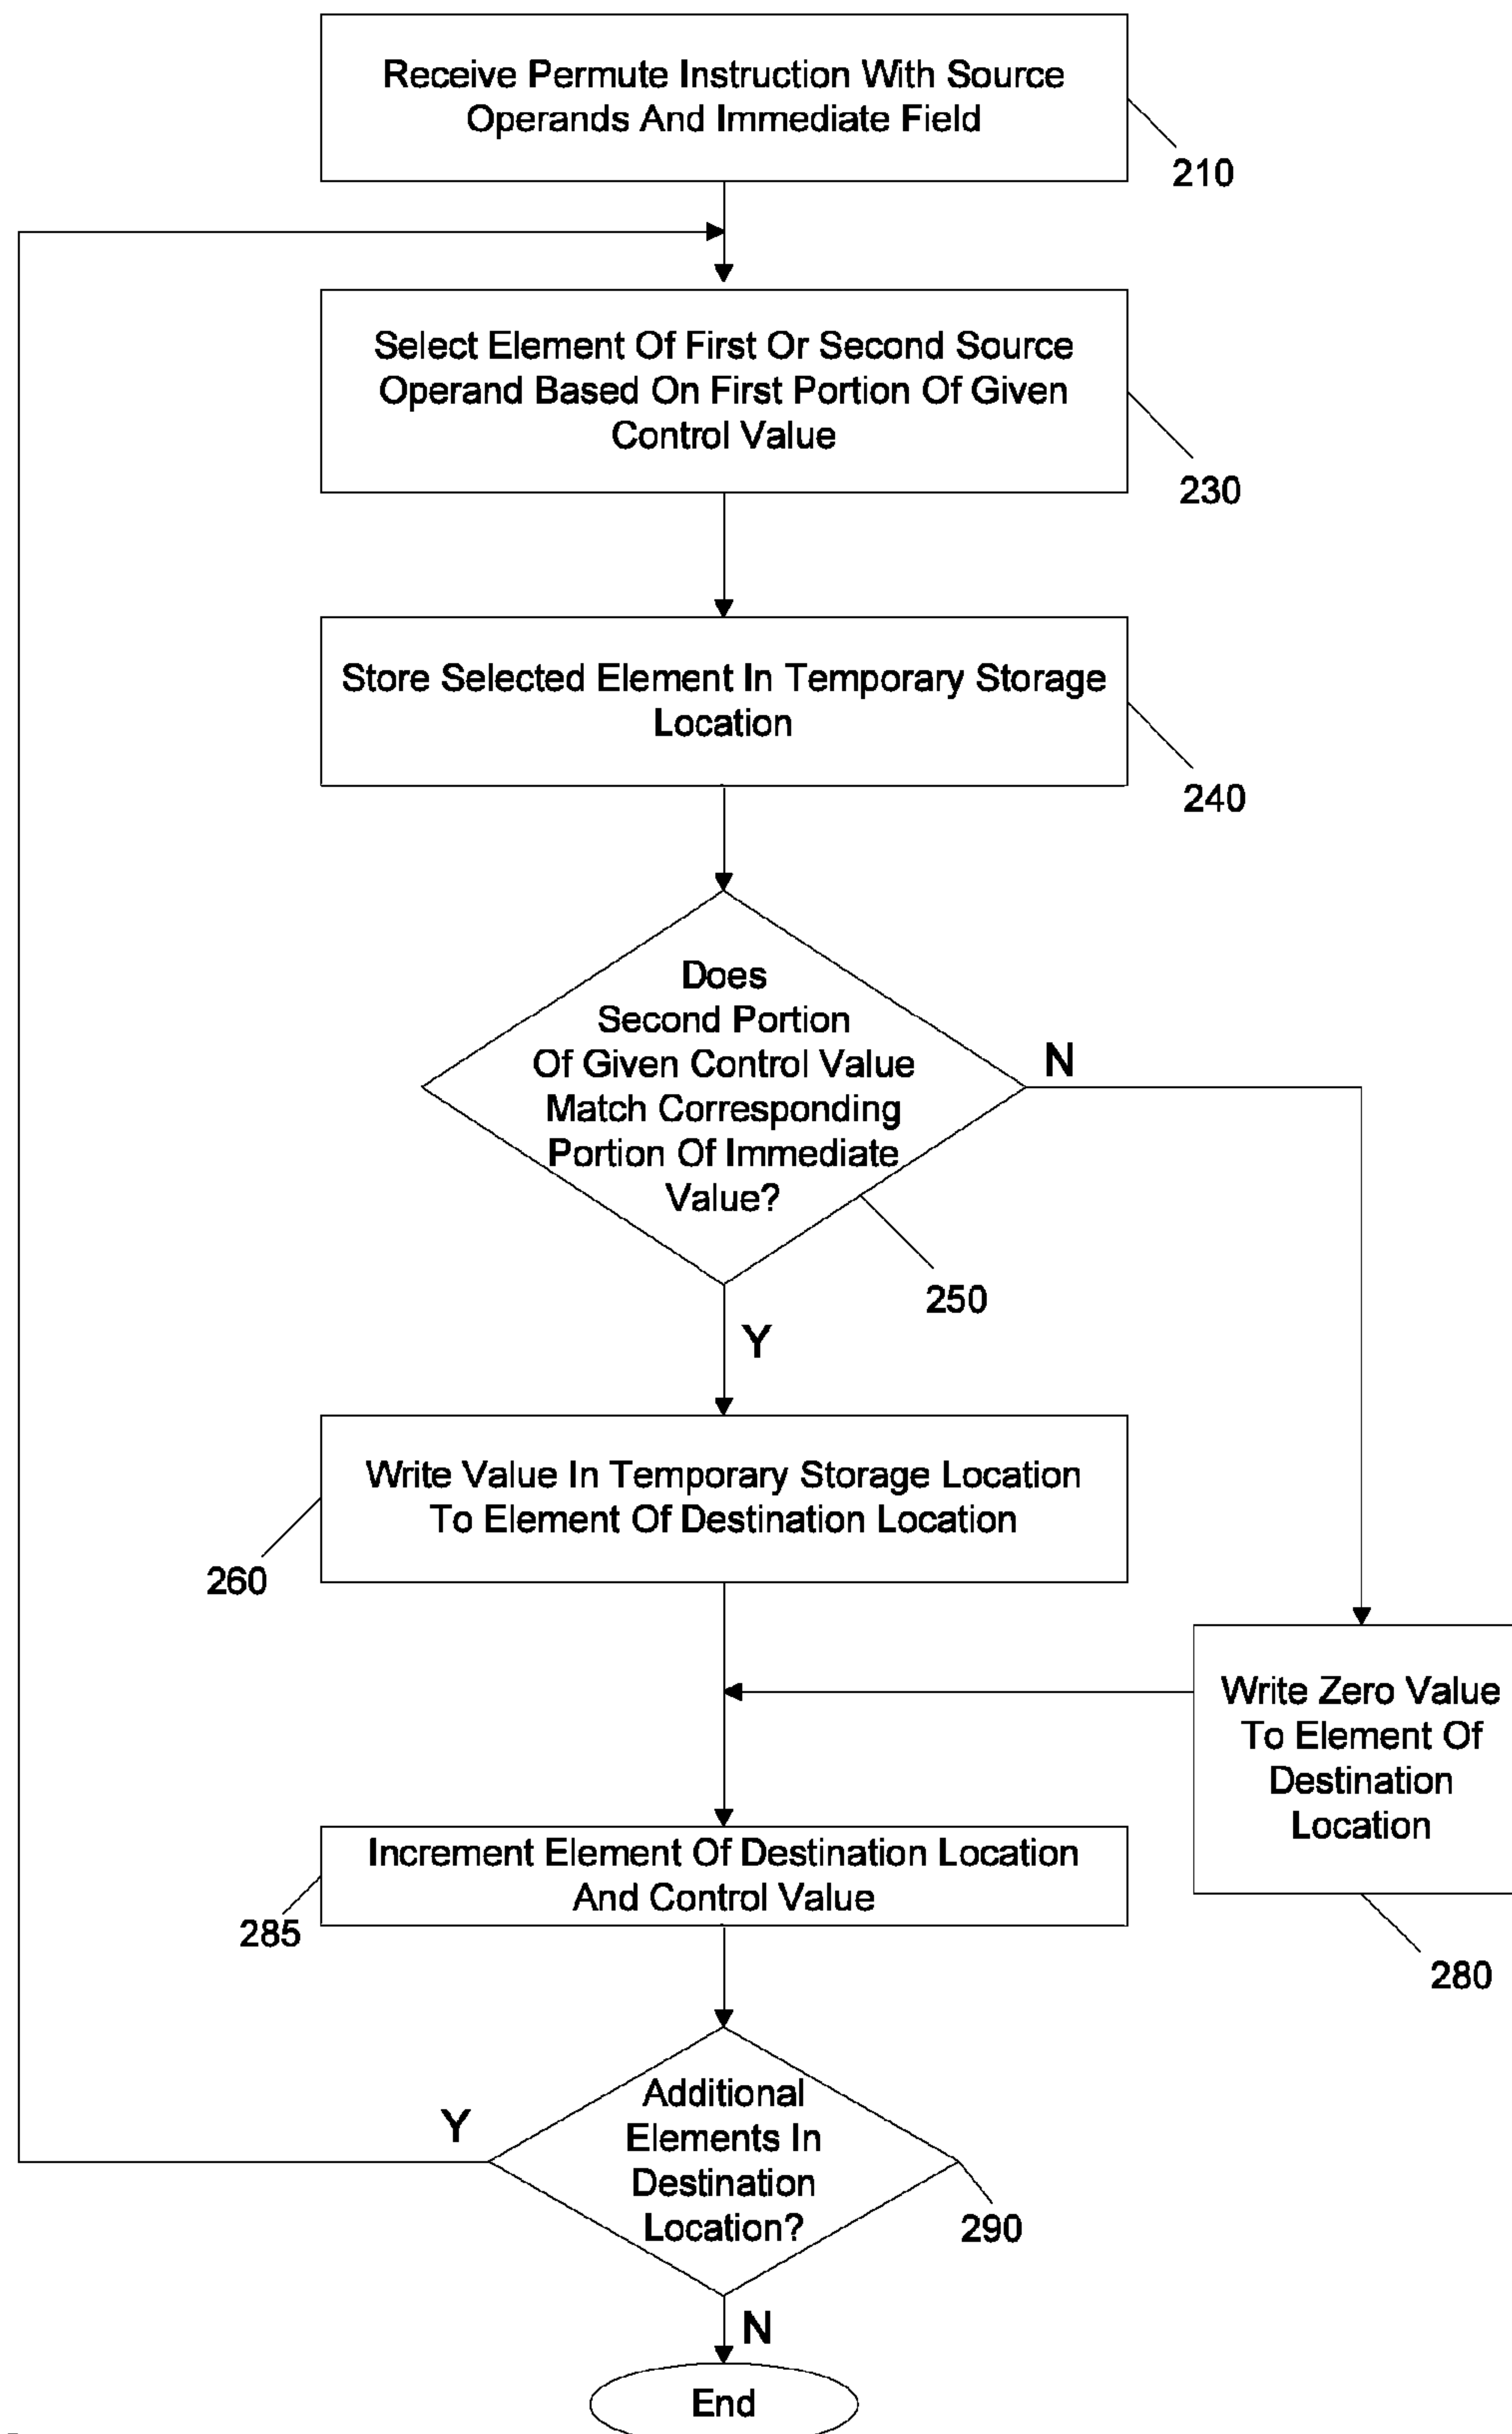 Receive Permute Instruction With Source
Operands And Immediate Field
210
Select Element Of First Or Second Source
Operand Based On First Portion Of Given
Control Value
230
Store Selected Element In Temporary Storage
Location
240
Does
Second Portion
Of Given Control Value
Match Corresponding
Portion Of Immediate
Value?
N
250
Y
Write Value In Temporary Storage Location
To Element Of Destination Location
260
Write Zero Value
To Element Of
Destination
Location
280
Increment Element Of Destination Location
And Control Value
285
Additional
Elements In
Destination
Location?
Y
290
N
End